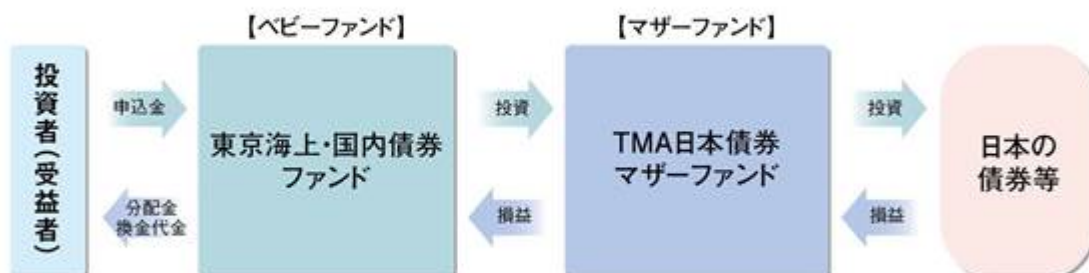 【ベビーファンド】
【マザーファンド】
投資者(受益者)
申込金
分配金
換金代金
東京海上・国内債券
ファンド
投資
損益
TMA日本債券
マザーファンド
投資
損益
日本の
債券等